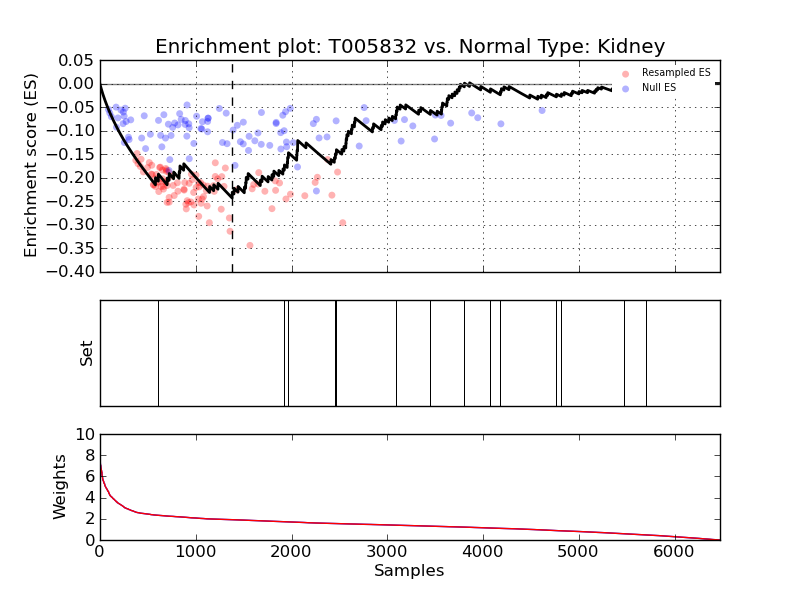 Enrichment plot: T005832 vs. Normal Type: Kidney
Enrichment score (ES)
0.05
0.00
−0.05
−0.10
−0.15
−0.20
−0.25
−0.30
−0.35
−0.40
Resampled ES
Null ES
Set
Weights
10
8
6
4
2
0
0 1000 2000 3000 4000 5000 6000
Samples